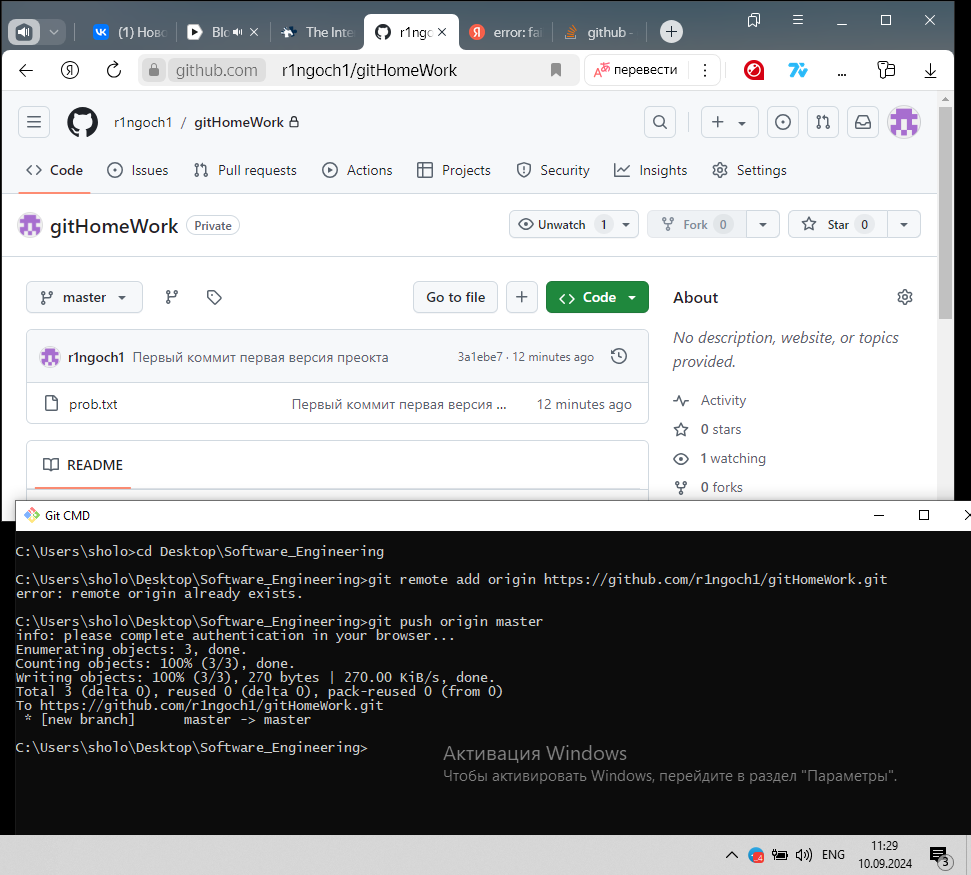 (1) Нов
Blo
The Inte
r1ngc
error: fai
github -
github.com r1ngoch1/gitHomeWork
перевести
r1ngoch1 / gitHomeWork
Code Issues Pull requests Actions Projects Security Insights Settings
gitHomeWork Private
Unwatch 1 Fork 0 Star 0
master Go to file Code
About
r1ngoch1 Первый коммит первая версия преокта 3a1ebe7 · 12 minutes ago
prob.txt Первый коммит первая версия ... 12 minutes ago
README
No description, website, or topics
provided.
Activity
0 stars
1 watching
0 forks
Git CMD
C:\Users\sholo>cd Desktop\Software_Engineering
C:\Users\sholo\Desktop\Software_Engineering>git remote add origin https://github.com/r1ngoch1/gitHomeWork.git
error: remote origin already exists.
C:\Users\sholo\Desktop\Software_Engineering>git push origin master
info: please complete authentication in your browser...
Enumerating objects: 3, done.
Counting objects: 100% (3/3), done.
Writing objects: 100% (3/3), 270 bytes | 270.00 KiB/s, done.
Total 3 (delta 0), reused 0 (delta 0), pack-reused 0 (from 0)
To https://github.com/r1ngoch1/gitHomeWork.git
* [new branch] master -> master
C:\Users\sholo\Desktop\Software_Engineering>
Активация Windows
Чтобы активировать Windows, перейдите в раздел "Параметры".
ENG
11:29
10.09.2024
3